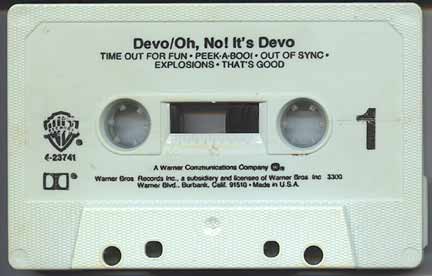 Devo/Oh, No! It's Devo
TIME OUT FOR FUN • PEEK-A-BOO! • OUT OF SYNC •
EXPLOSIONS • THAT'S GOOD
1
4-23741
A Warner Communications Company
Warner Bros. Records Inc., a subsidiary and licensee of Warner Bros. Inc. 3300
Warner Blvd., Burbank, Calif. 91510 • Made in U.S.A.